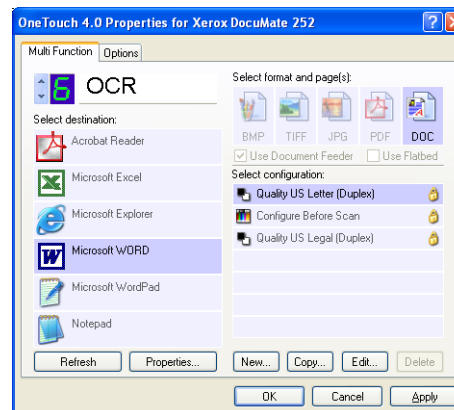 OneTouch 4.0 Properties for Xerox DocuMate 252
Multi Function Options
6 OCR
Select destination:
Acrobat Reader
Microsoft Excel
Microsoft Explorer
Microsoft WORD
Microsoft WordPad
Notepad
Refresh Properties...
Select format and page(s):
BMP TIFF JPG PDF DOC
Use Document Feeder Use Flatbed
Select configuration:
Quality US Letter (Duplex)
Configure Before Scan
Quality US Legal (Duplex)
New... Copy... Edit... Delete
OK Cancel Apply